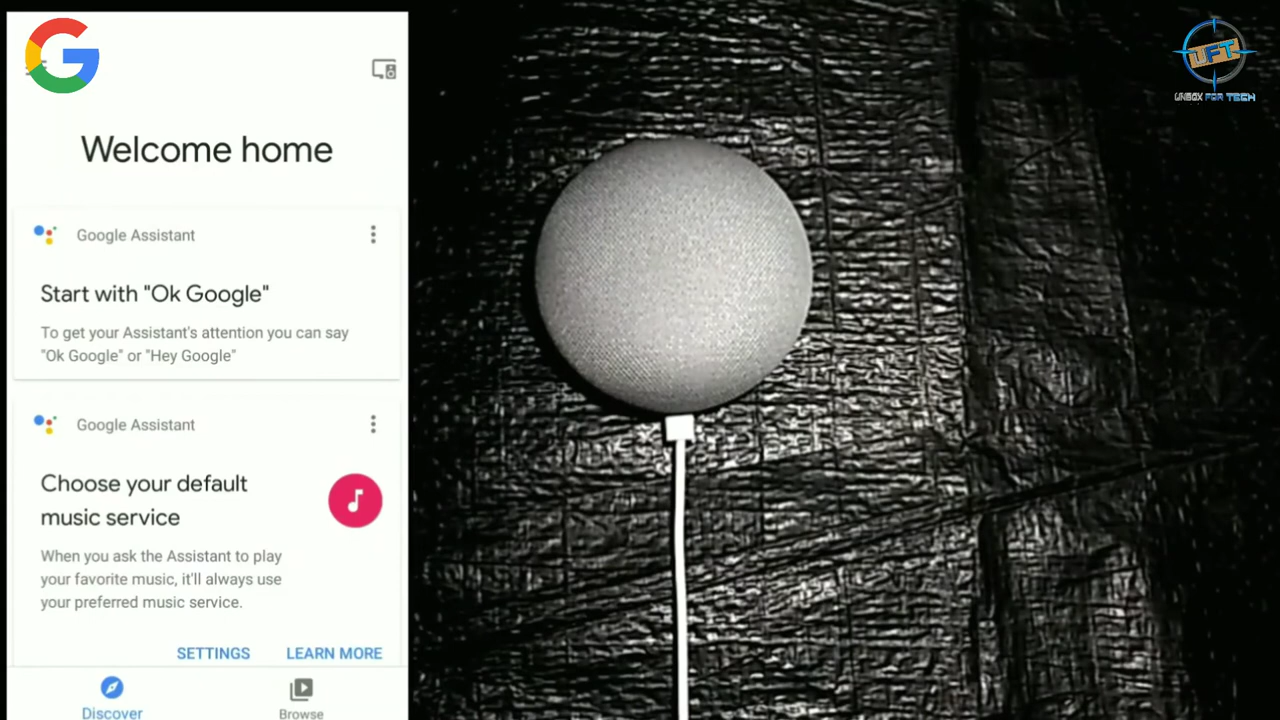 UFT
UNBOX FOR TECH
Welcome home
Google Assistant
Start with "Ok Google"
To get your Assistant's attention you can say
"Ok Google" or "Hey Google"
Google Assistant
Choose your default
music service
When you ask the Assistant to play
your favorite music, it'll always use
your preferred music service.
SETTINGS LEARN MORE
Discover Browse